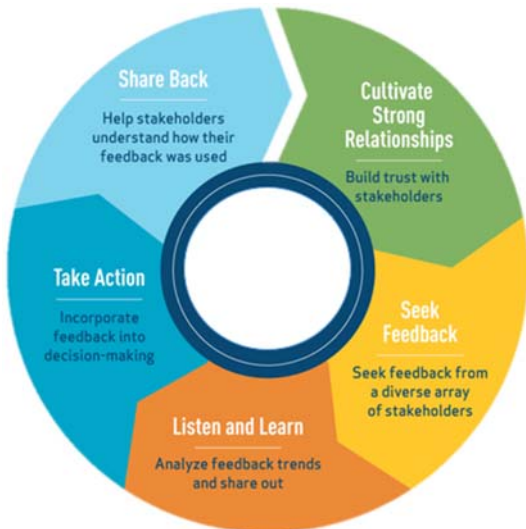 Share Back
Help stakeholders
understand how their
feedback was used
Cultivate
Strong
Relationships
Build trust with
stakeholders
Seek
Feedback
Seek feedback from
a diverse array
of stakeholders
Listen and Learn
Analyze feedback trends
and share out
Take Action
Incorporate
feedback into
decision-making